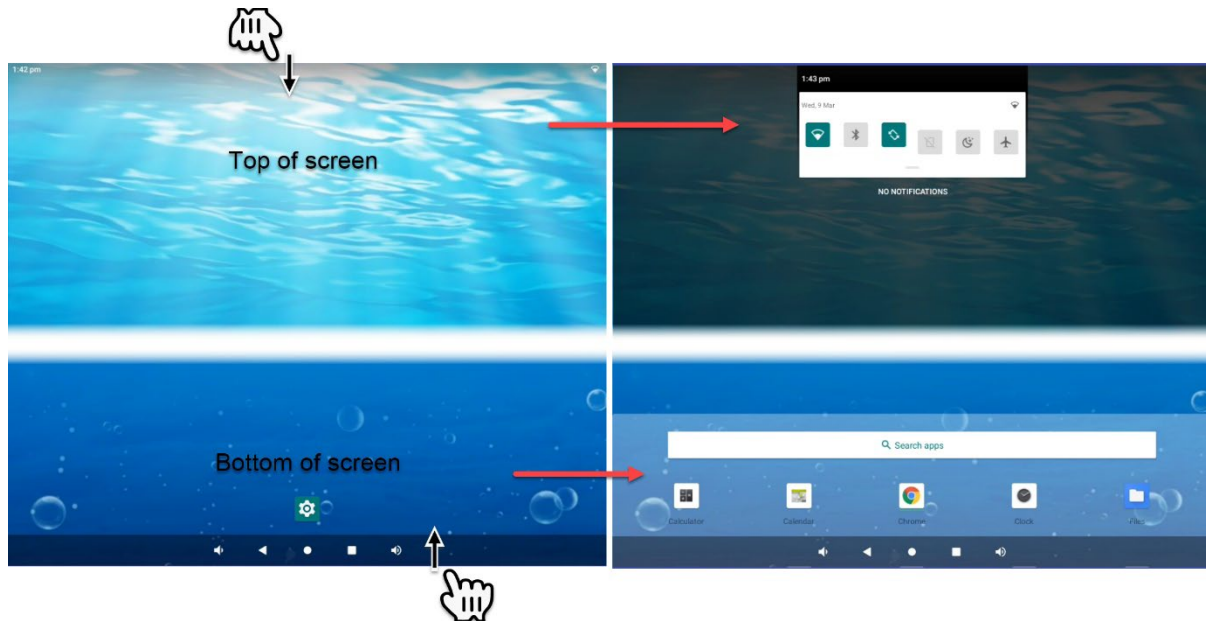 1:42 pm
Top of screen
1:43 pm
Wed, 9 Mar
NO NOTIFICATIONS
Bottom of screen
Search apps
Calculator Calendar Chrome Clock Files